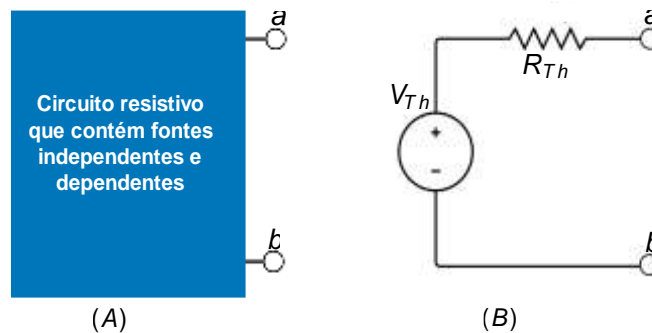 a
Circuito resistivo
que contém fontes
independentes e
dependentes
b
(A)
a
R_Th
V_Th
+
-
b
(B)